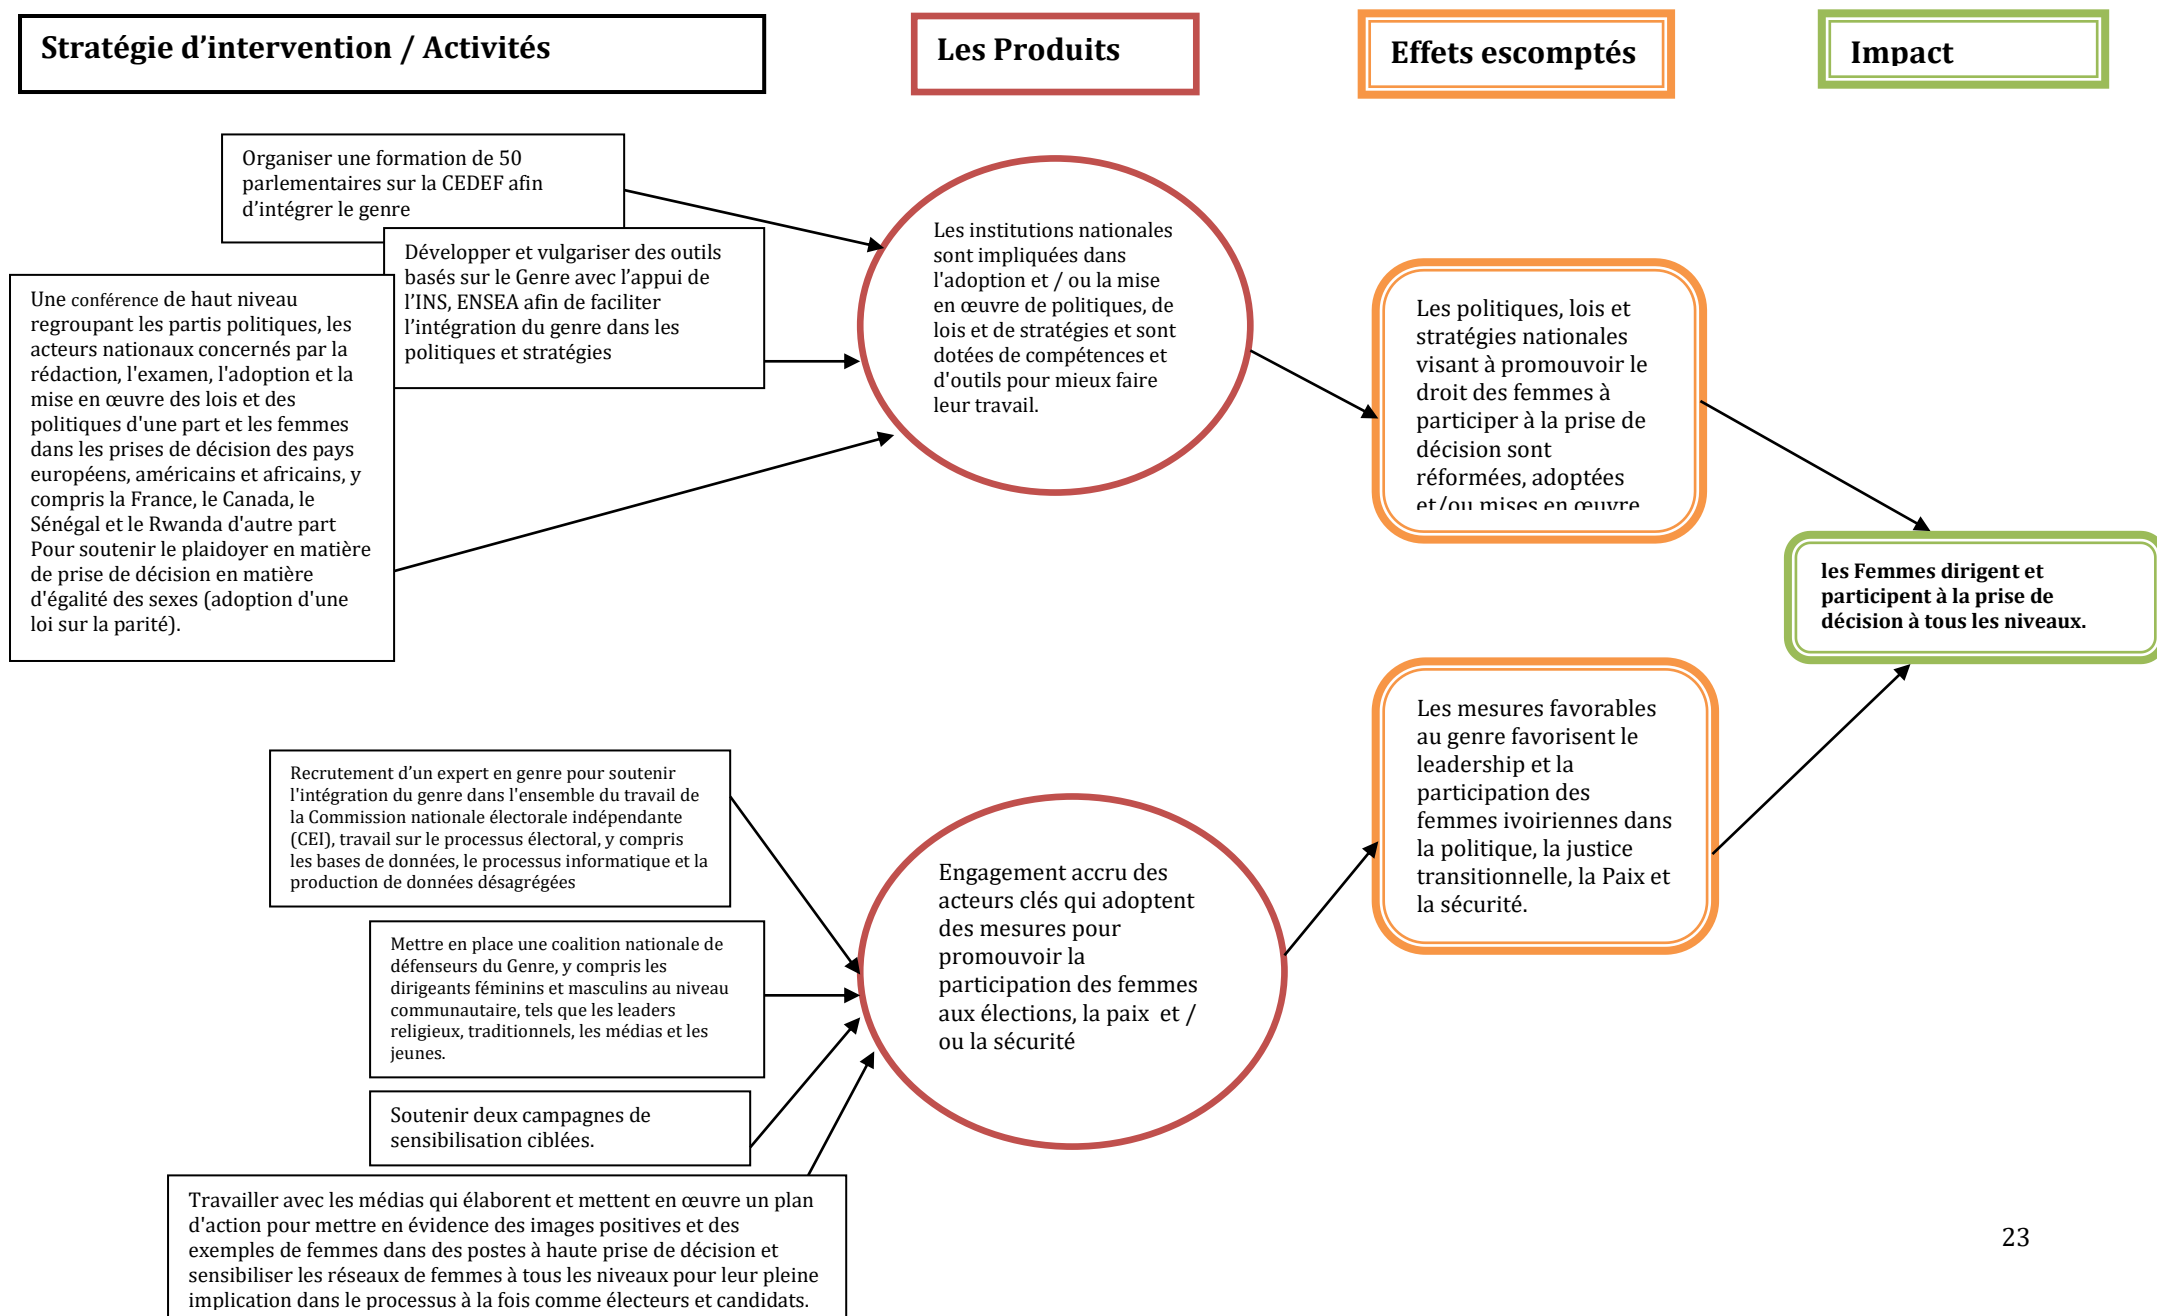 Stratégie d’intervention / Activités
Les Produits
Effets escomptés
Impact
Organiser une formation de 50
parlementaires sur la CEDEF afin
d’intégrer le genre
Développer et vulgariser des outils
basés sur le Genre avec l’appui de
l’INS, ENSEA afin de faciliter
l’intégration du genre dans les
politiques et stratégies
Une conférence de haut niveau
regroupant les partis politiques, les
acteurs nationaux concernés par la
rédaction, l'examen, l'adoption et la
mise en œuvre des lois et des
politiques d'une part et les femmes
dans les prises de décision des pays
européens, américains et africains, y
compris la France, le Canada, le
Sénégal et le Rwanda d'autre part
Pour soutenir le plaidoyer en matière
de prise de décision en matière
d'égalité des sexes (adoption d'une
loi sur la parité).
Les institutions nationales
sont impliquées dans
l'adoption et / ou la mise
en œuvre de politiques, de
lois et de stratégies et sont
dotées de compétences et
d'outils pour mieux faire
leur travail.
Les politiques, lois et
stratégies nationales
visant à promouvoir le
droit des femmes à
participer à la prise de
décision sont
réformées, adoptées
et/ou mises en œuvre
les Femmes dirigent et
participent à la prise de
décision à tous les niveaux.
Recrutement d’un expert en genre pour soutenir
l'intégration du genre dans l'ensemble du travail de
la Commission nationale électorale indépendante
(CEI), travail sur le processus électoral, y compris
les bases de données, le processus informatique et la
production de données désagrégées
Mettre en place une coalition nationale de
défenseurs du Genre, y compris les
dirigeants féminins et masculins au niveau
communautaire, tels que les leaders
religieux, traditionnels, les médias et les
jeunes.
Soutenir deux campagnes de
sensibilisation ciblées.
Travailler avec les médias qui élaborent et mettent en œuvre un plan
d'action pour mettre en évidence des images positives et des
exemples de femmes dans des postes à haute prise de décision et
sensibiliser les réseaux de femmes à tous les niveaux pour leur pleine
implication dans le processus à la fois comme électeurs et candidats.
Engagement accru des
acteurs clés qui adoptent
des mesures pour
promouvoir la
participation des femmes
aux élections, la paix et /
ou la sécurité
Les mesures favorables
au genre favorisent le
leadership et la
participation des
femmes ivoiriennes dans
la politique, la justice
transitionnelle, la Paix et
la sécurité.
23